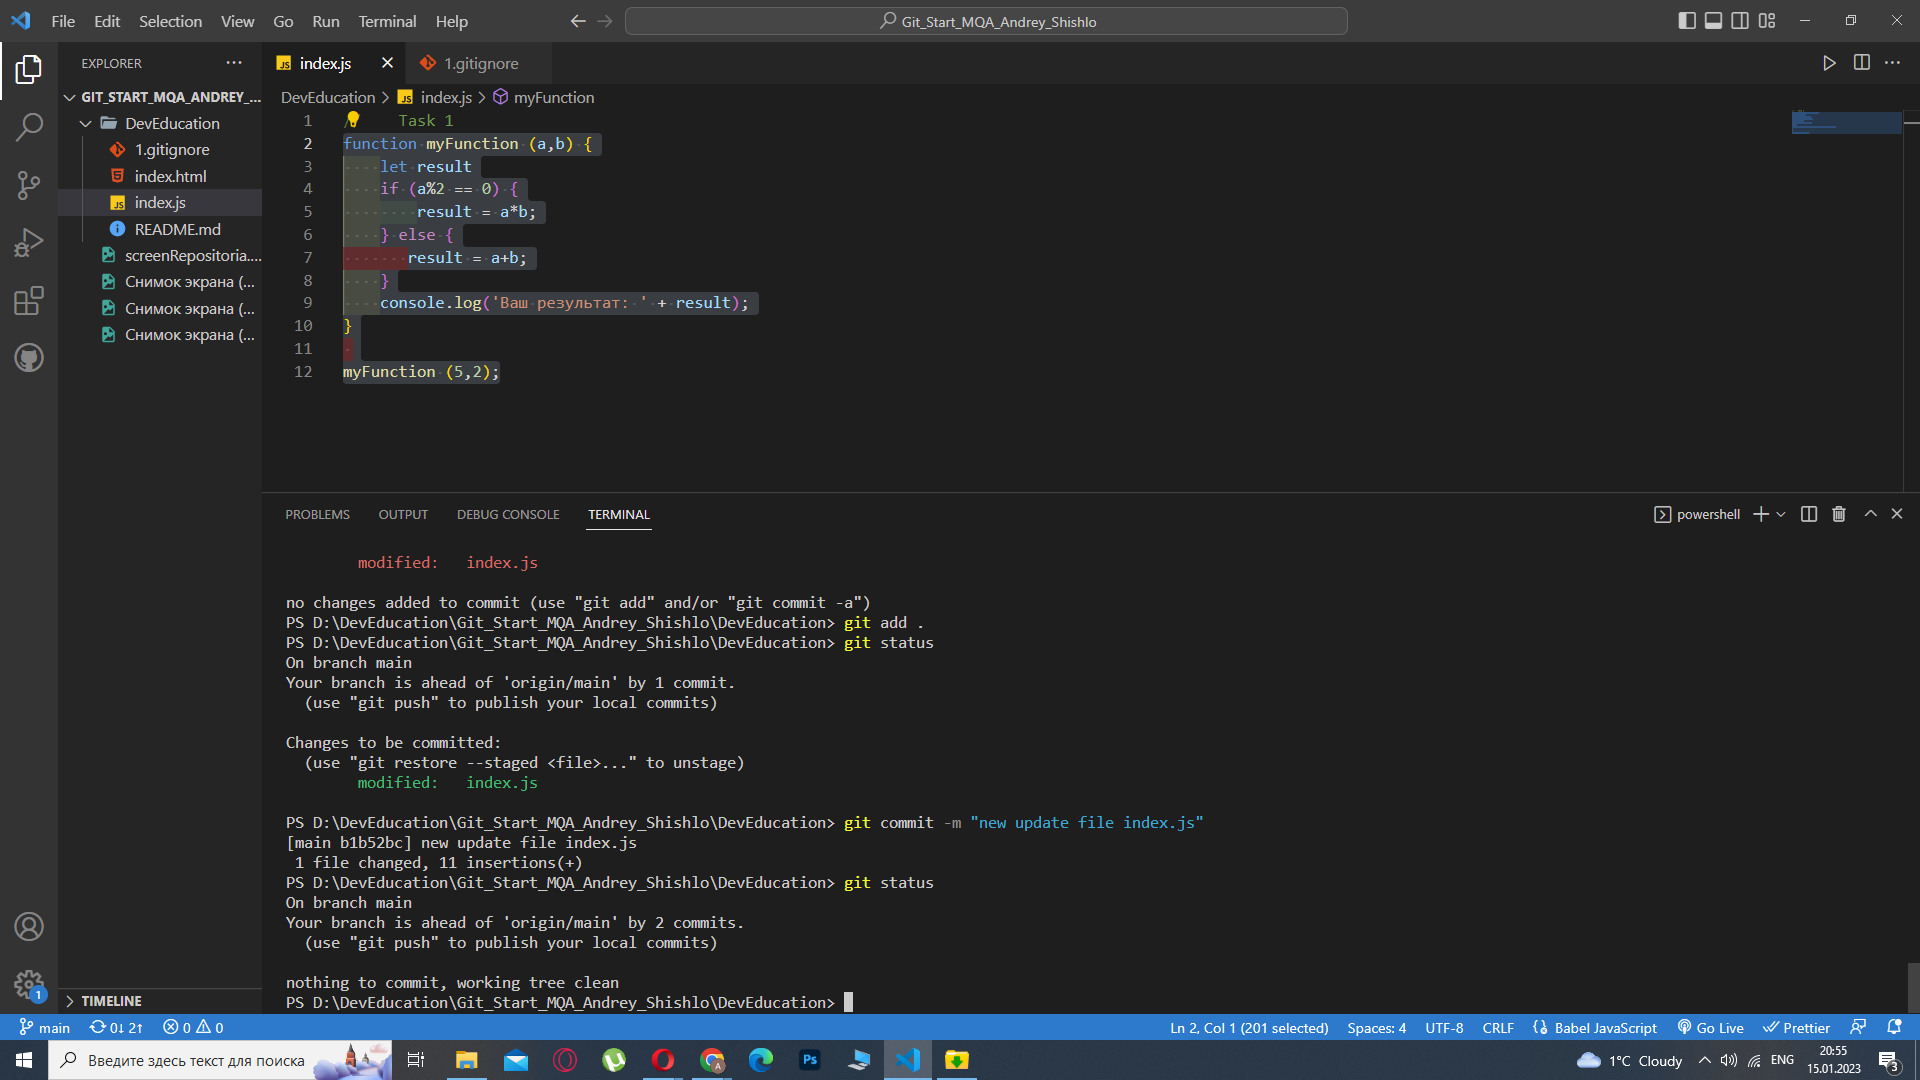 File Edit Selection View Go Run Terminal Help
Git_Start_MQA_Andrey_Shishlo
EXPLORER
GIT_START_MQA_ANDREY_...
DevEducation
1.gitignore
index.html
index.js
README.md
screenRepositoria....
Снимок экрана (...
Снимок экрана (...
Снимок экрана (...
TIMELINE
index.js
1.gitignore
DevEducation > index.js > myFunction
1 Task 1
2 function myFunction (a,b) {
3 let result
4 if (a%2 == 0) {
5 result = a*b;
6 } else {
7 result = a+b;
8 }
9 console.log('Ваш результат: ' + result);
10 }
11
12 myFunction (5,2);
PROBLEMS OUTPUT DEBUG CONSOLE TERMINAL
powershell
modified: index.js
no changes added to commit (use "git add" and/or "git commit -a")
PS D:\DevEducation\Git_Start_MQA_Andrey_Shishlo\DevEducation> git add .
PS D:\DevEducation\Git_Start_MQA_Andrey_Shishlo\DevEducation> git status
On branch main
Your branch is ahead of 'origin/main' by 1 commit.
(use "git push" to publish your local commits)
Changes to be committed:
(use "git restore --staged <file>..." to unstage)
modified: index.js
PS D:\DevEducation\Git_Start_MQA_Andrey_Shishlo\DevEducation> git commit -m "new update file index.js"
[main b1b52bc] new update file index.js
1 file changed, 11 insertions(+)
PS D:\DevEducation\Git_Start_MQA_Andrey_Shishlo\DevEducation> git status
On branch main
Your branch is ahead of 'origin/main' by 2 commits.
(use "git push" to publish your local commits)
nothing to commit, working tree clean
PS D:\DevEducation\Git_Start_MQA_Andrey_Shishlo\DevEducation>
1
main 0↓ 2↑ 0 0
Ln 2, Col 1 (201 selected) Spaces: 4 UTF-8 CRLF Babel JavaScript Go Live Prettier
Введите здесь текст для поиска
A
Ps
1°C Cloudy
ENG
20:55
15.01.2023
3